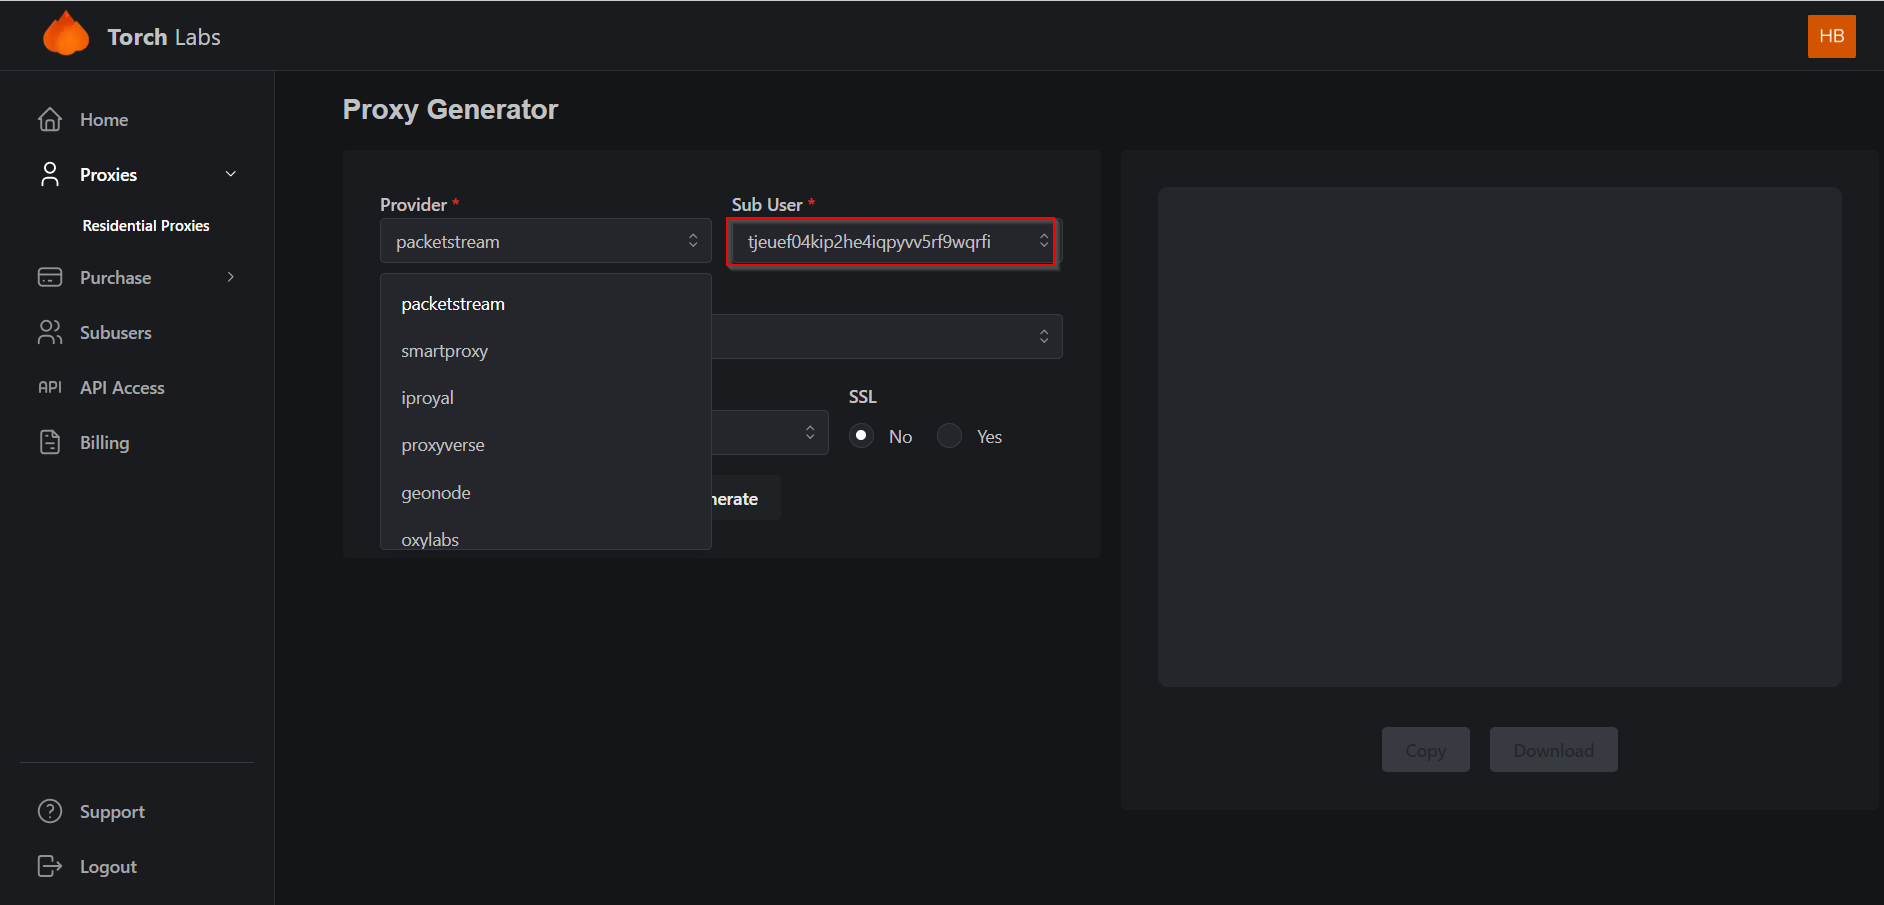 Torch Labs
HB
Home
Proxies
Residential Proxies
Purchase
Subusers
API API Access
Billing
Support
Logout
Proxy Generator
Provider *
packetstream
packetstream
smartproxy
iproyal
proxyverse
geonode
oxylabs
Sub User *
tjeuef04kip2he4iqpyvv5rf9wqrfi
SSL
No Yes
nerate
Copy Download